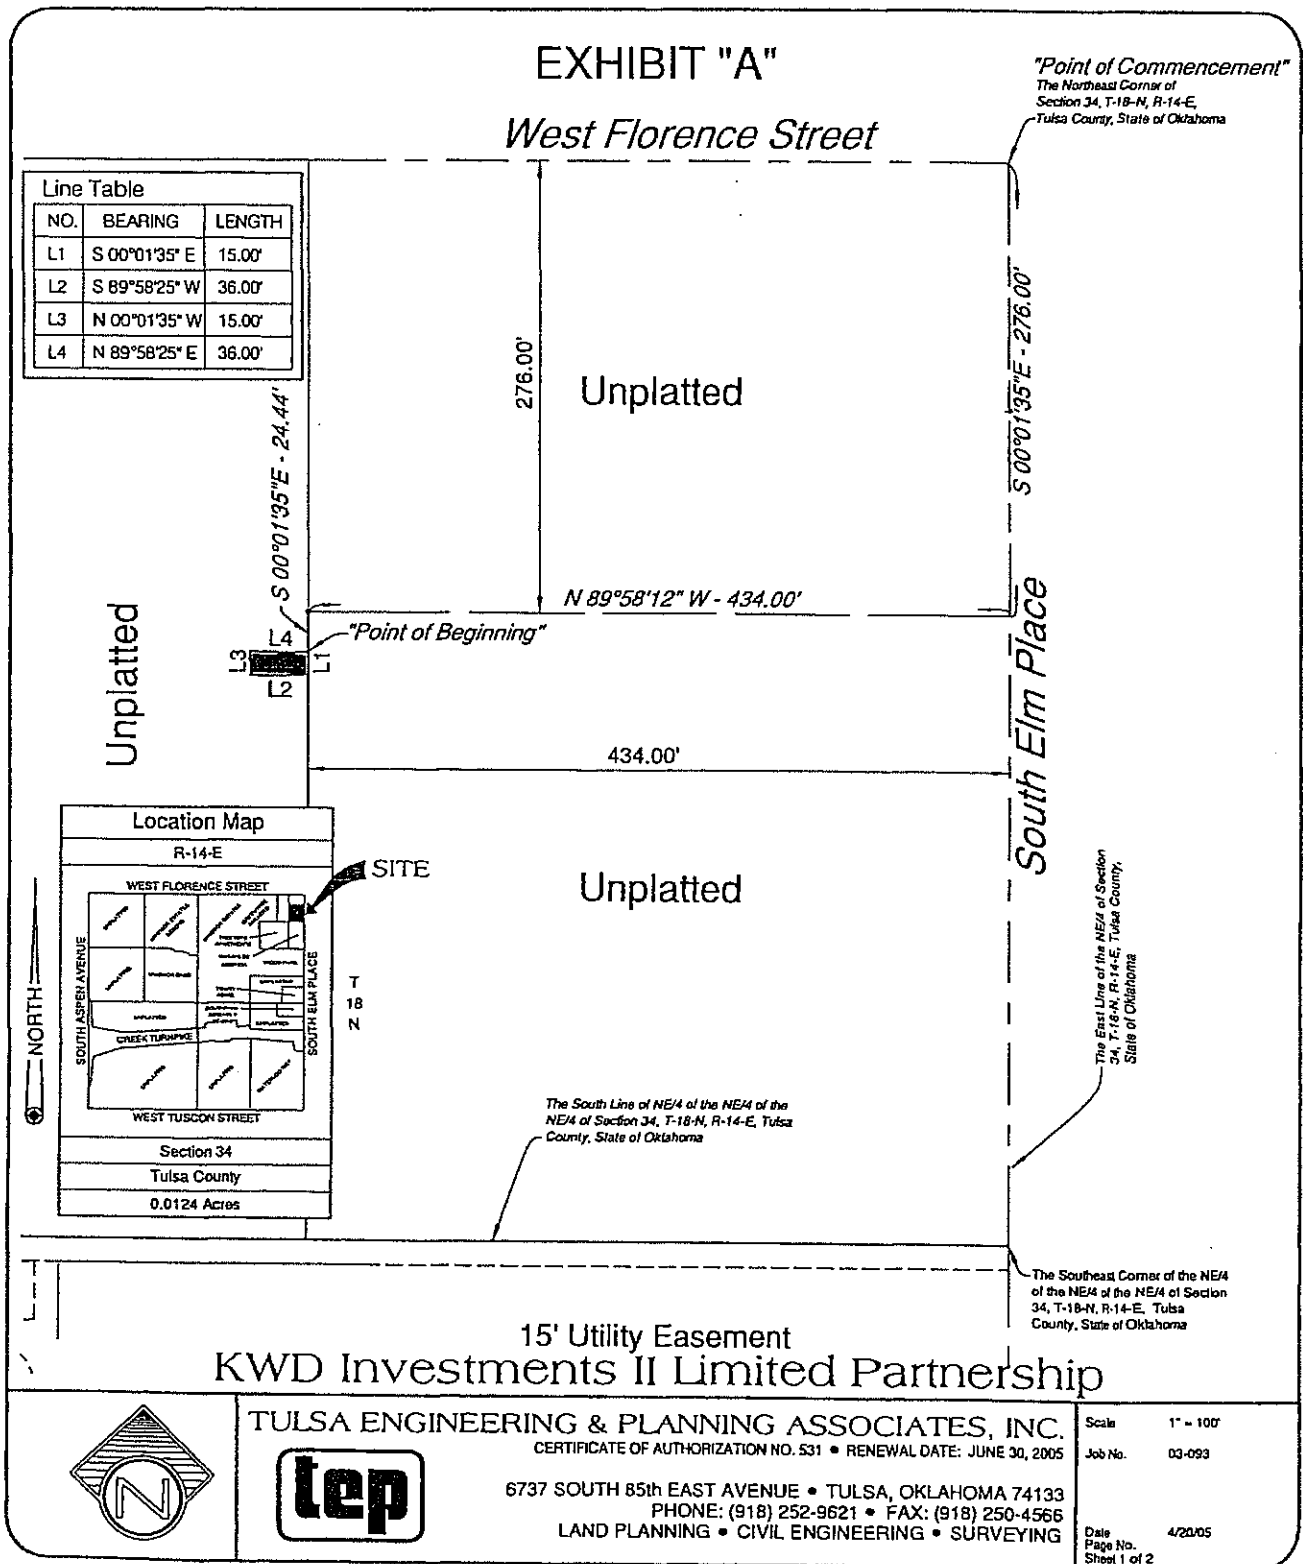 EXHIBIT "A"
"Point of Commencement"
The Northeast Corner of
Section 34, T-18-N, R-14-E,
Tulsa County, State of Oklahoma
West Florence Street
Line Table
NO. BEARING LENGTH
L1 S 00°01'35" E 15.00'
L2 S 89°58'25" W 36.00'
L3 N 00°01'35" W 15.00'
L4 N 89°58'25" E 36.00'
276.00'
Unplatted
S 00°01'35"E - 276.00'
S 00°01'35"E - 24.44'
N 89°58'12" W - 434.00'
"Point of Beginning"
L4
L3
L1
L2
Unplatted
South Elm Place
434.00'
Location Map
R-14-E
SITE
WEST FLORENCE STREET
SOUTH ASPEN AVENUE
SOUTH ELM PLACE
CREEK TURNPIKE
WEST TUSCON STREET
T
18
N
Section 34
Tulsa County
0.0124 Acres
NORTH
Unplatted
The East Line of the NE/4 of Section
34, T-18-N, R-14-E, Tulsa County,
State of Oklahoma
The South Line of NE/4 of the NE/4 of the
NE/4 of Section 34, T-18-N, R-14-E, Tulsa
County, State of Oklahoma
The Southeast Corner of the NE/4
of the NE/4 of the NE/4 of Section
34, T-18-N, R-14-E, Tulsa
County, State of Oklahoma
15' Utility Easement
KWD Investments II Limited Partnership
N
tep
TULSA ENGINEERING & PLANNING ASSOCIATES, INC.
CERTIFICATE OF AUTHORIZATION NO. 531 • RENEWAL DATE: JUNE 30, 2005
6737 SOUTH 85th EAST AVENUE • TULSA, OKLAHOMA 74133
PHONE: (918) 252-9621 • FAX: (918) 250-4566
LAND PLANNING • CIVIL ENGINEERING • SURVEYING
Scale 1" = 100'
Job No. 03-093
Date 4/20/05
Page No.
Sheet 1 of 2